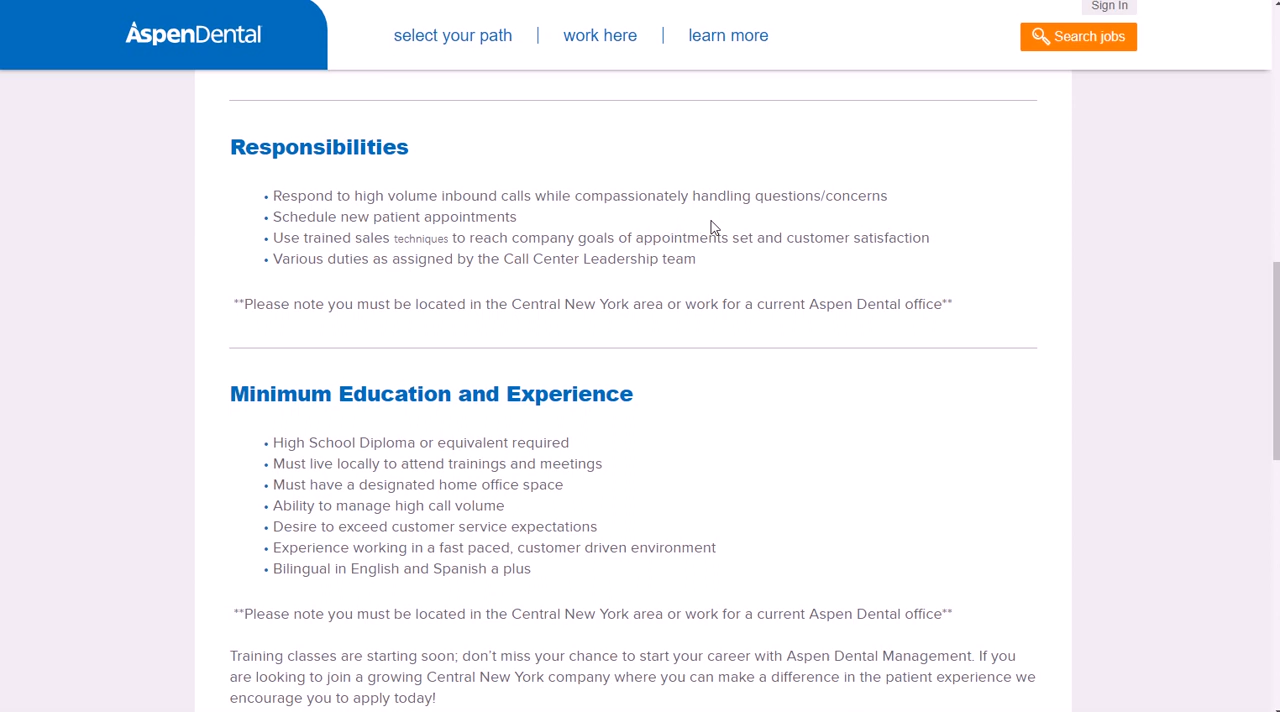 Sign In
AspenDental
select your path | work here | learn more
Search jobs
Responsibilities
• Respond to high volume inbound calls while compassionately handling questions/concerns
• Schedule new patient appointments
• Use trained sales techniques to reach company goals of appointments set and customer satisfaction
• Various duties as assigned by the Call Center Leadership team
**Please note you must be located in the Central New York area or work for a current Aspen Dental office**
Minimum Education and Experience
• High School Diploma or equivalent required
• Must live locally to attend trainings and meetings
• Must have a designated home office space
• Ability to manage high call volume
• Desire to exceed customer service expectations
• Experience working in a fast paced, customer driven environment
• Bilingual in English and Spanish a plus
**Please note you must be located in the Central New York area or work for a current Aspen Dental office**
Training classes are starting soon; don't miss your chance to start your career with Aspen Dental Management. If you
are looking to join a growing Central New York company where you can make a difference in the patient experience we
encourage you to apply today!